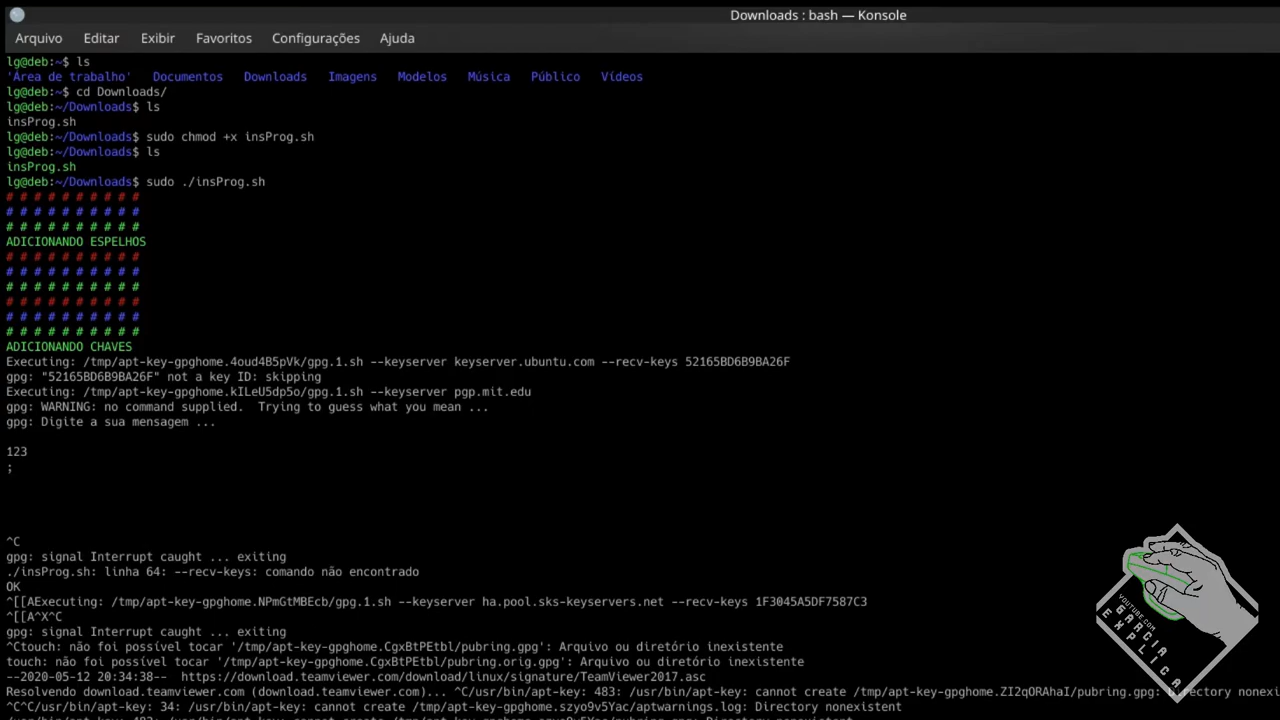 Downloads : bash — Konsole
Arquivo Editar Exibir Favoritos Configurações Ajuda
lg@deb:~$ ls
'Área de trabalho' Documentos Downloads Imagens Modelos Música Público Vídeos
lg@deb:~$ cd Downloads/
lg@deb:~/Downloads$ ls
insProg.sh
lg@deb:~/Downloads$ sudo chmod +x insProg.sh
lg@deb:~/Downloads$ ls
insProg.sh
lg@deb:~/Downloads$ sudo ./insProg.sh
# # # # # # # # # #
# # # # # # # # # #
# # # # # # # # # #
ADICIONANDO ESPELHOS
# # # # # # # # # #
# # # # # # # # # #
# # # # # # # # # #
# # # # # # # # # #
# # # # # # # # # #
# # # # # # # # # #
ADICIONANDO CHAVES
Executing: /tmp/apt-key-gpghome.4oud4B5pVk/gpg.1.sh --keyserver keyserver.ubuntu.com --recv-keys 52165BD6B9BA26F
gpg: "52165BD6B9BA26F" not a key ID: skipping
Executing: /tmp/apt-key-gpghome.kILeU5dp5o/gpg.1.sh --keyserver pgp.mit.edu
gpg: WARNING: no command supplied.  Trying to guess what you mean ...
gpg: Digite a sua mensagem ...
123
;
^C
gpg: signal Interrupt caught ... exiting
./insProg.sh: linha 64: --recv-keys: comando não encontrado
OK
^[[AExecuting: /tmp/apt-key-gpghome.NPmGtMBEcb/gpg.1.sh --keyserver ha.pool.sks-keyservers.net --recv-keys 1F3045A5DF7587C3
^[[A^X^C
gpg: signal Interrupt caught ... exiting
^Ctouch: não foi possível tocar '/tmp/apt-key-gpghome.CgxBtPEtbl/pubring.gpg': Arquivo ou diretório inexistente
touch: não foi possível tocar '/tmp/apt-key-gpghome.CgxBtPEtbl/pubring.orig.gpg': Arquivo ou diretório inexistente
--2020-05-12 20:34:38--  https://download.teamviewer.com/download/linux/signature/TeamViewer2017.asc
Resolvendo download.teamviewer.com (download.teamviewer.com)... ^C/usr/bin/apt-key: 483: /usr/bin/apt-key: cannot create /tmp/apt-key-gpghome.ZI2qORAhaI/pubring.gpg: Directory nonexi
^C^C/usr/bin/apt-key: 34: /usr/bin/apt-key: cannot create /tmp/apt-key-gpghome.szyo9v5Yac/aptwarnings.log: Directory nonexistent
YOUTUBE.COM
GARCIA
EXPLICA